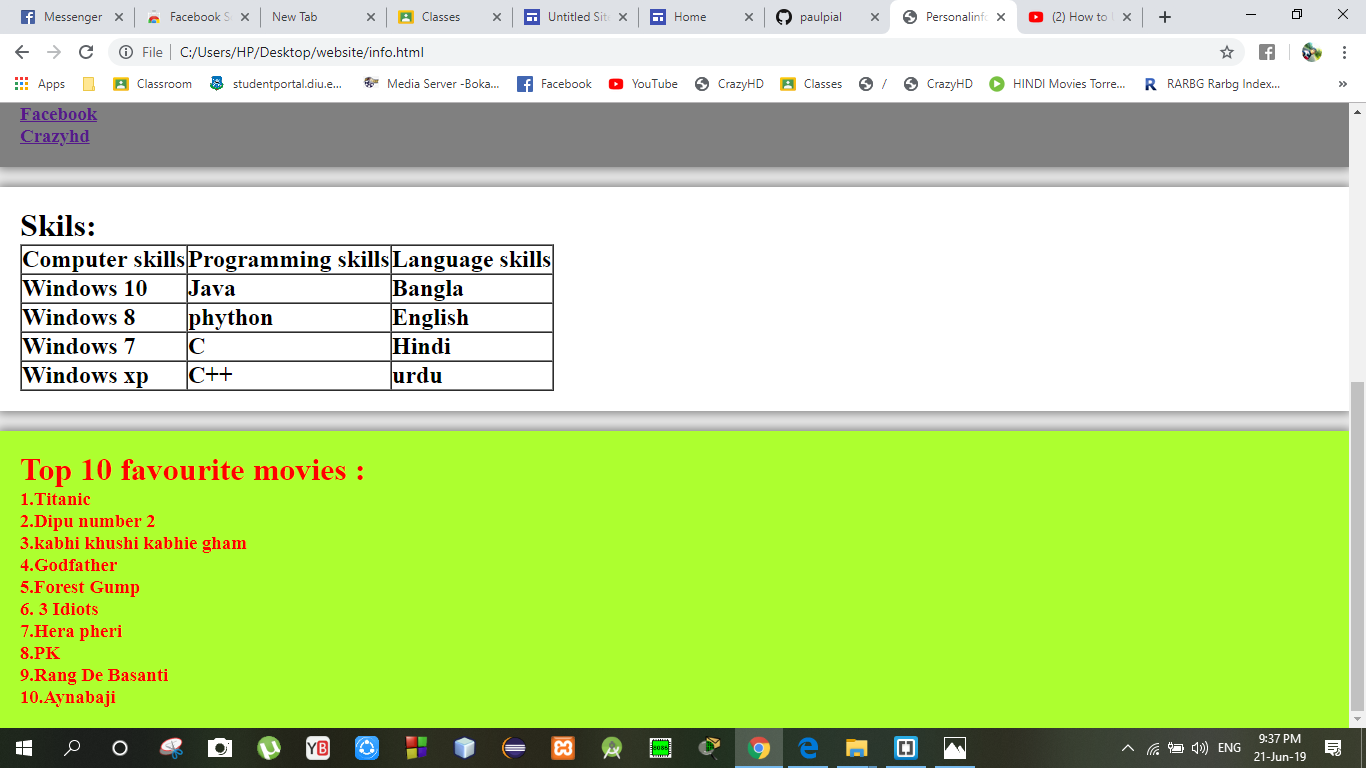 Messenger
Facebook S
New Tab
Classes
Untitled Sit
Home
paulpial
Personalinfo
(2) How to
File
C:/Users/HP/Desktop/website/info.html
Apps
Classroom
studentportal.diu.e...
Media Server -Boka...
Facebook
YouTube
CrazyHD
Classes
/
CrazyHD
HINDI Movies Torre...
RARBG Rarbg Index...
»
Facebook
Crazyhd
Skils:
Computer skills Programming skills Language skills
Windows 10 Java Bangla
Windows 8 phython English
Windows 7 C Hindi
Windows xp C++ urdu
Top 10 favourite movies :
1.Titanic
2.Dipu number 2
3.kabhi khushi kabhie gham
4.Godfather
5.Forest Gump
6. 3 Idiots
7.Hera pheri
8.PK
9.Rang De Basanti
10.Aynabaji
YB
ENG
9:37 PM
21-Jun-19